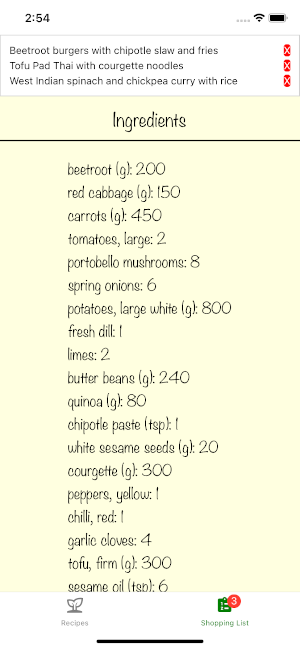 2:54
Beetroot burgers with chipotle slaw and fries X
Tofu Pad Thai with courgette noodles X
West Indian spinach and chickpea curry with rice X
Ingredients
beetroot (g): 200
red cabbage (g): 150
carrots (g): 450
tomatoes, large: 2
portobello mushrooms: 8
spring onions: 6
potatoes, large white (g): 800
fresh dill: 1
limes: 2
butter beans (g): 240
quinoa (g): 80
chipotle paste (tsp): 1
white sesame seeds (g): 20
courgette (g): 300
peppers, yellow: 1
chilli, red: 1
garlic cloves: 4
tofu, firm (g): 300
sesame oil (tsp): 6
3
Recipes Shopping List